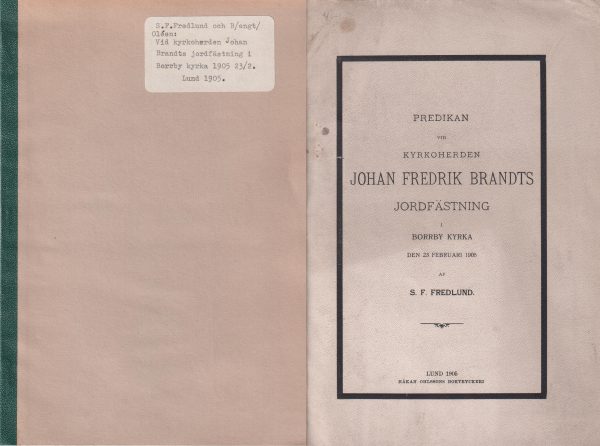 S.F.Fredlund och B/engt/
Olsen:
Vid kyrkoherden Johan
Brandts jordfästning i
Borrby kyrka 1905 23/2.
Lund 1905.
PREDIKAN
VID
KYRKOHERDEN
JOHAN FREDRIK BRANDTS
JORDFÄSTNING
I
BORRBY KYRKA
DEN 23 FEBRUARI 1905
AF
S. F. FREDLUND.
LUND 1905
HÅKAN OHLSSONS BOKTRYCKERI